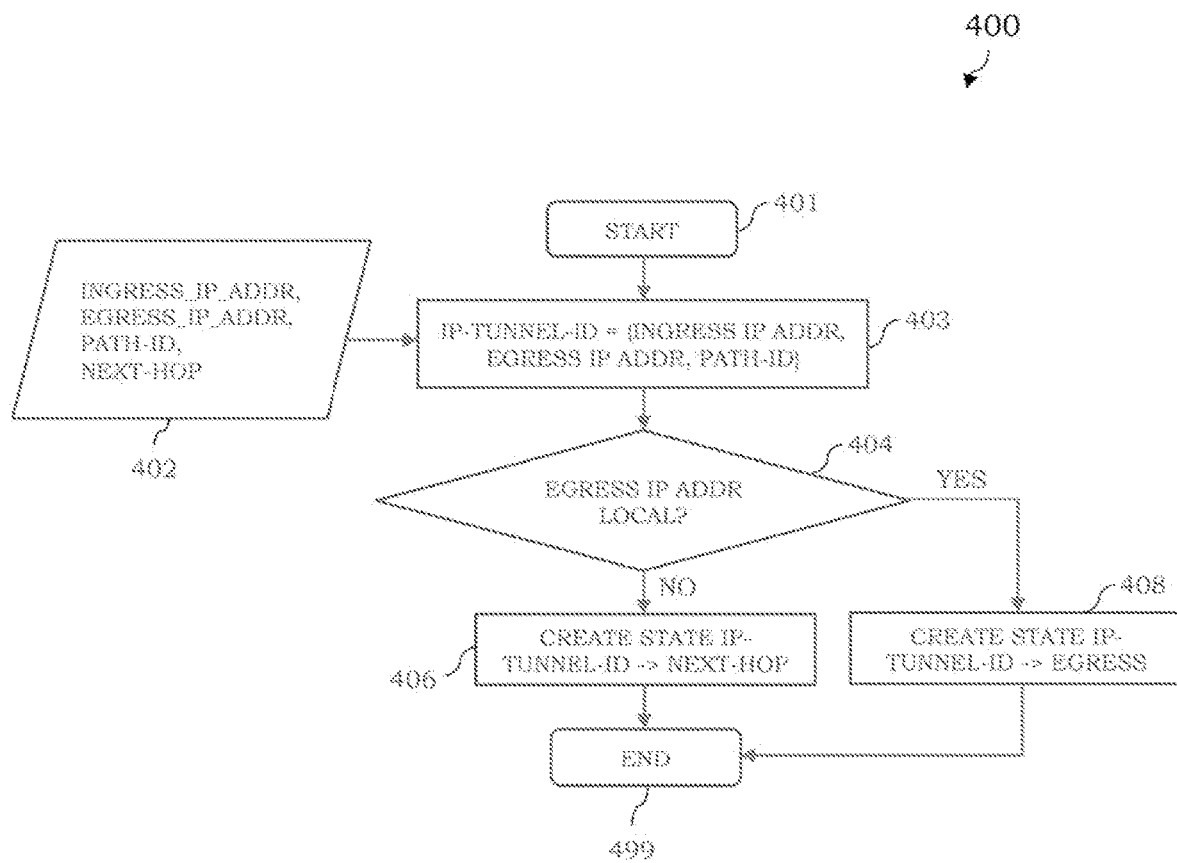 400
401
START
INGRESS_IP_ADDR,
EGRESS_IP_ADDR,
PATH-ID,
NEXT-HOP
402
IP-TUNNEL-ID = (INGRESS IP ADDR,
EGRESS IP ADDR, PATH-ID)
403
404
EGRESS IP ADDR
LOCAL?
YES
NO
408
CREATE STATE IP-
TUNNEL-ID -> NEXT-HOP
406
CREATE STATE IP-
TUNNEL-ID -> EGRESS
END
499